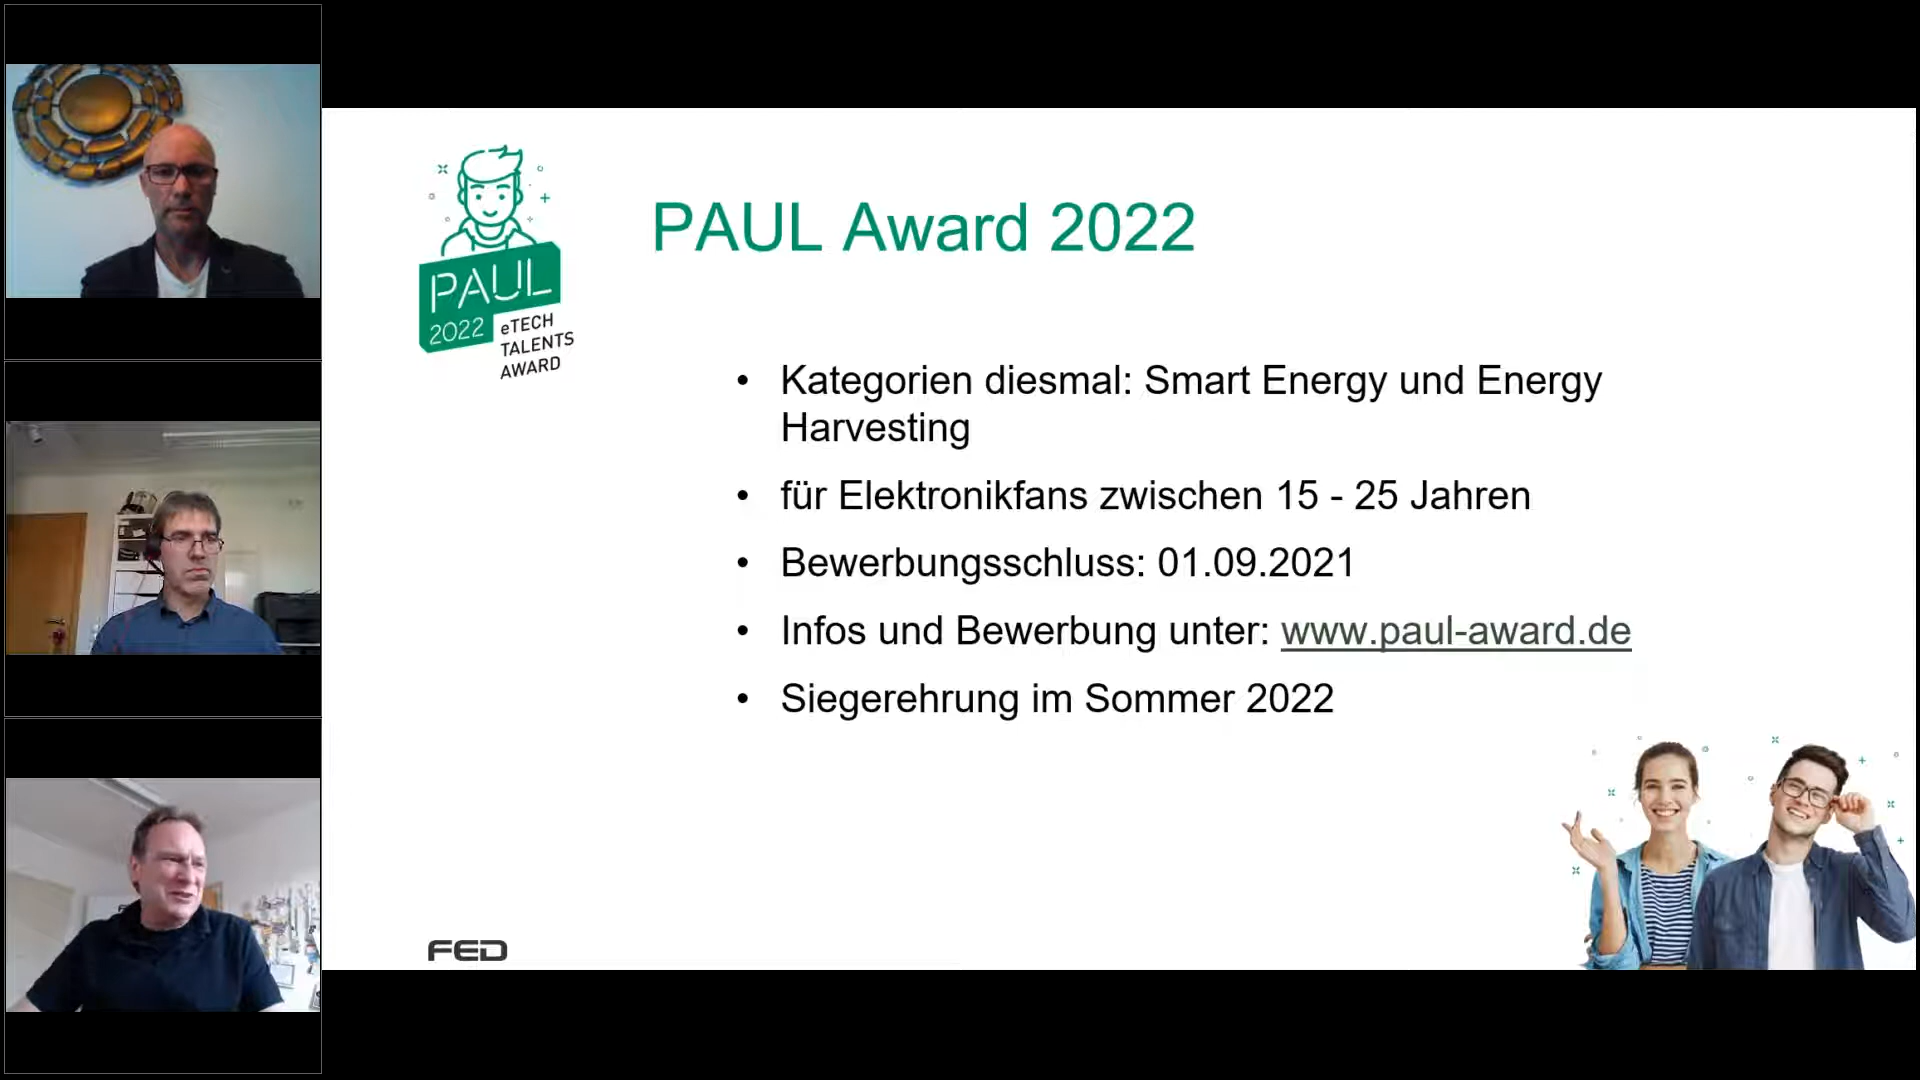 PAUL
2022
eTECH
TALENTS
AWARD
PAUL Award 2022
• Kategorien diesmal: Smart Energy und Energy
Harvesting
• für Elektronikfans zwischen 15 - 25 Jahren
• Bewerbungsschluss: 01.09.2021
• Infos und Bewerbung unter: www.paul-award.de
• Siegerehrung im Sommer 2022
FED